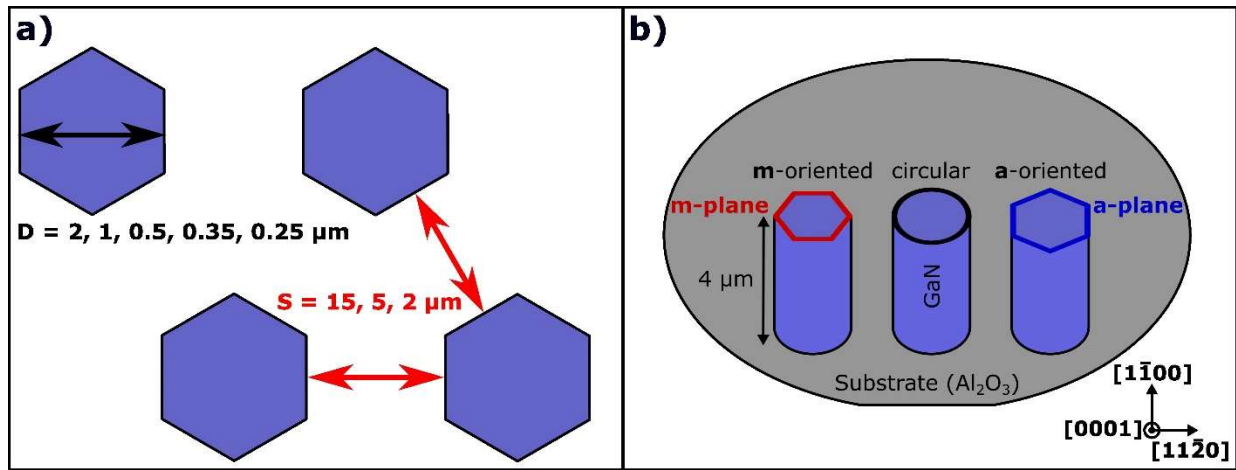 a)
D = 2, 1, 0.5, 0.35, 0.25 µm
S = 15, 5, 2 µm
b)
m-oriented circular a-oriented
m-plane a-plane
4 µm
GaN
Substrate (Al₂O₃)
[11̅00]
[0001]
[112̅0]